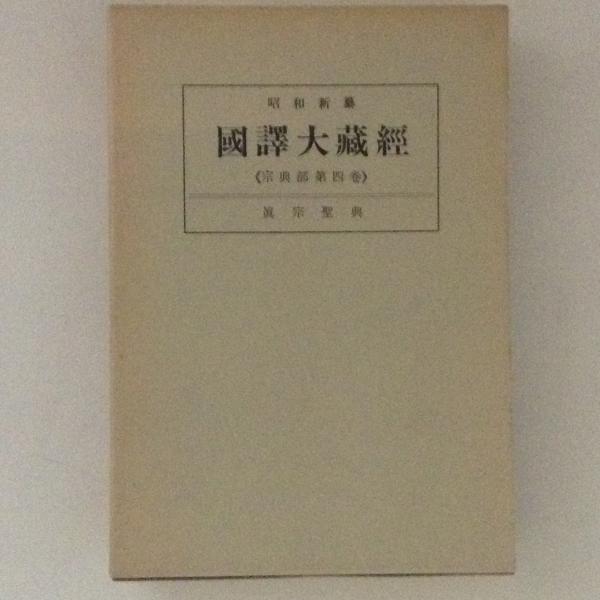 昭和新纂
國譯大藏經
《宗典部第四卷》
眞宗聖典